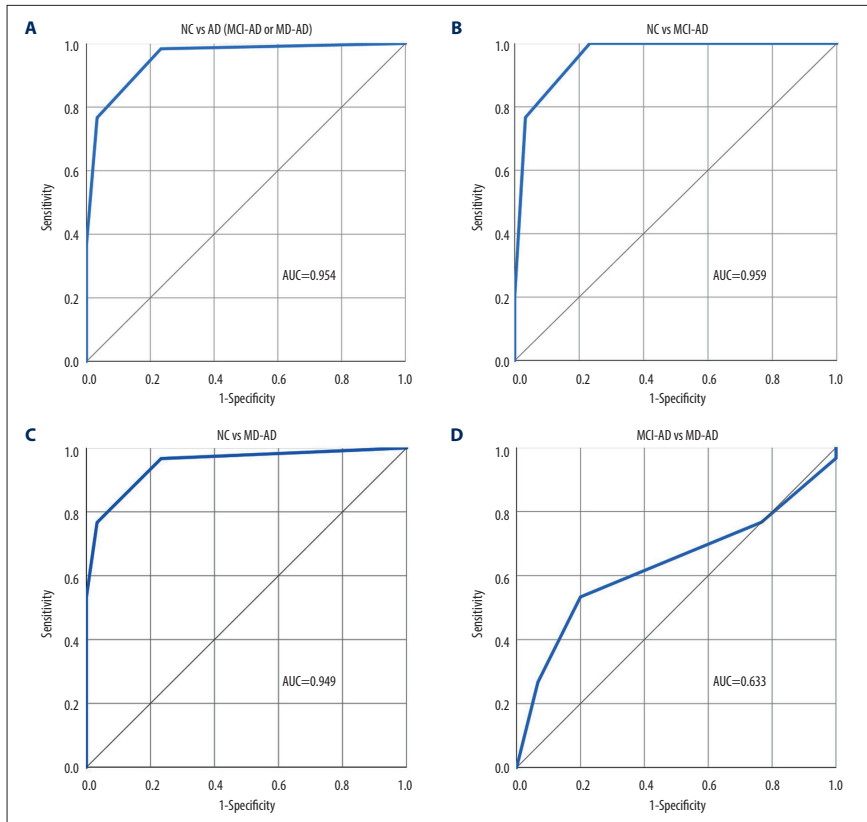 A
NC vs AD (MCI-AD or MD-AD)
1.0
0.8
0.6
0.4
0.2
0.0
Sensitivity
AUC=0.954
0.0 0.2 0.4 0.6 0.8 1.0
1-Specificity
B
NC vs MCI-AD
1.0
0.8
0.6
0.4
0.2
0.0
Sensitivity
AUC=0.959
0.0 0.2 0.4 0.6 0.8 1.0
1-Specificity
C
NC vs MD-AD
1.0
0.8
0.6
0.4
0.2
0.0
Sensitivity
AUC=0.949
0.0 0.2 0.4 0.6 0.8 1.0
1-Specificity
D
MCI-AD vs MD-AD
1.0
0.8
0.6
0.4
0.2
0.0
Sensitivity
AUC=0.633
0.0 0.2 0.4 0.6 0.8 1.0
1-Specificity